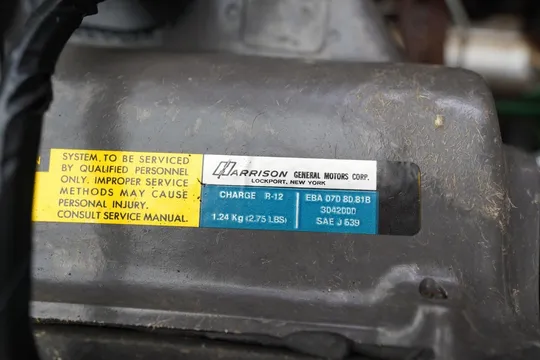 SYSTEM, TO BE SERVICED
BY QUALIFIED PERSONNEL
ONLY. IMPROPER SERVICE
METHODS MAY CAUSE
PERSONAL INJURY.
CONSULT SERVICE MANUAL.
HARRISON GENERAL MOTORS CORP.
LOCKPORT, NEW YORK
CHARGE R-12
1.24 Kg (2.75 LBS)
EBA 070 80.81B
3042000
SAE J 639